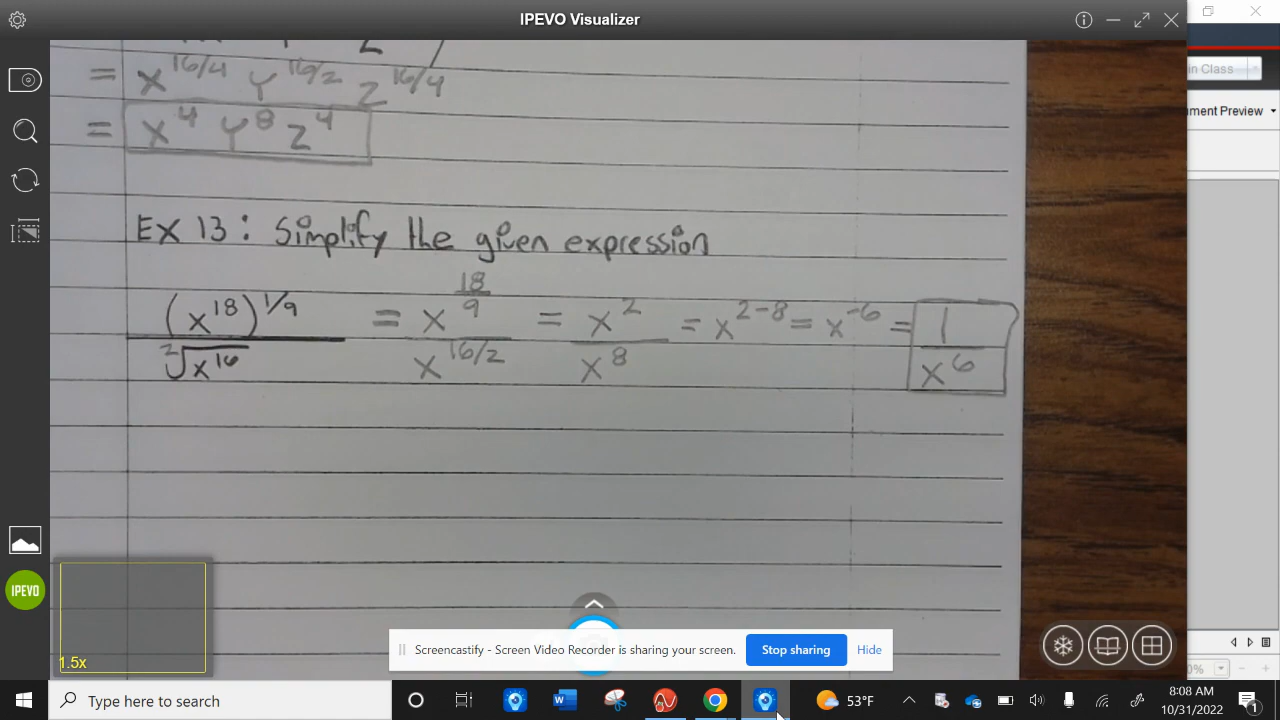 IPEVO Visualizer
in Class
ument Preview
= x^16/4 y^16/2 z^16/4
= x^4 y^8 z^4
Ex 13: Simplify the given expression
(x^18)^1/9 / ²√x^16 = x^18/9 / x^16/2 = x^2 / x^8 = x^2-8 = x^-6 = 1 / x^6
IPEVO
1.5x
Screencastify - Screen Video Recorder is sharing your screen.
Stop sharing
Hide
0%
Type here to search
W
53°F
8:08 AM
10/31/2022
1